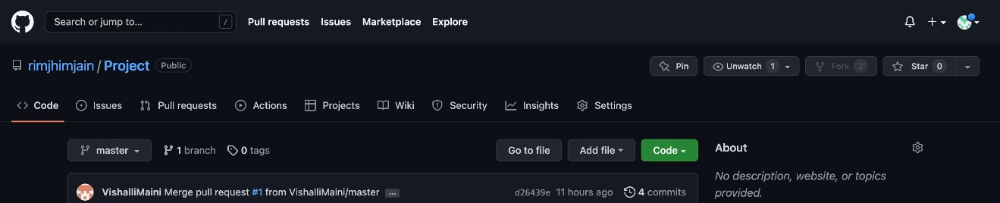 Search or jump to... / Pull requests Issues Marketplace Explore
rimjhimjain / Project Public Pin Unwatch 1 Fork 2 Star 0
Code Issues Pull requests Actions Projects Wiki Security Insights Settings
master 1 branch 0 tags Go to file Add file Code About
No description, website, or topics
VishalliMaini Merge pull request #1 from VishalliMaini/master ... d26439e 11 hours ago 4 commits
provided.